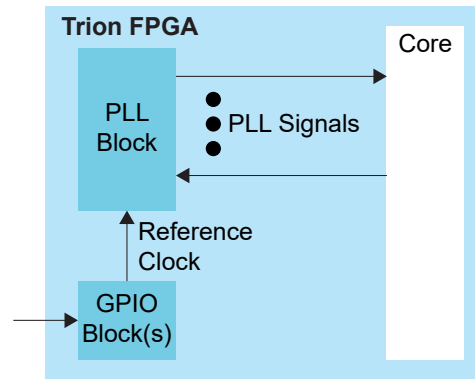 Trion FPGA
Core
PLL
Block
PLL Signals
Reference
Clock
GPIO
Block(s)